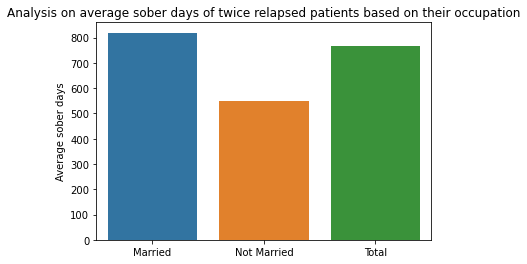 Analysis on average sober days of twice relapsed patients based on their occupation
Average sober days
800
700
600
500
400
300
200
100
0
Married
Not Married
Total